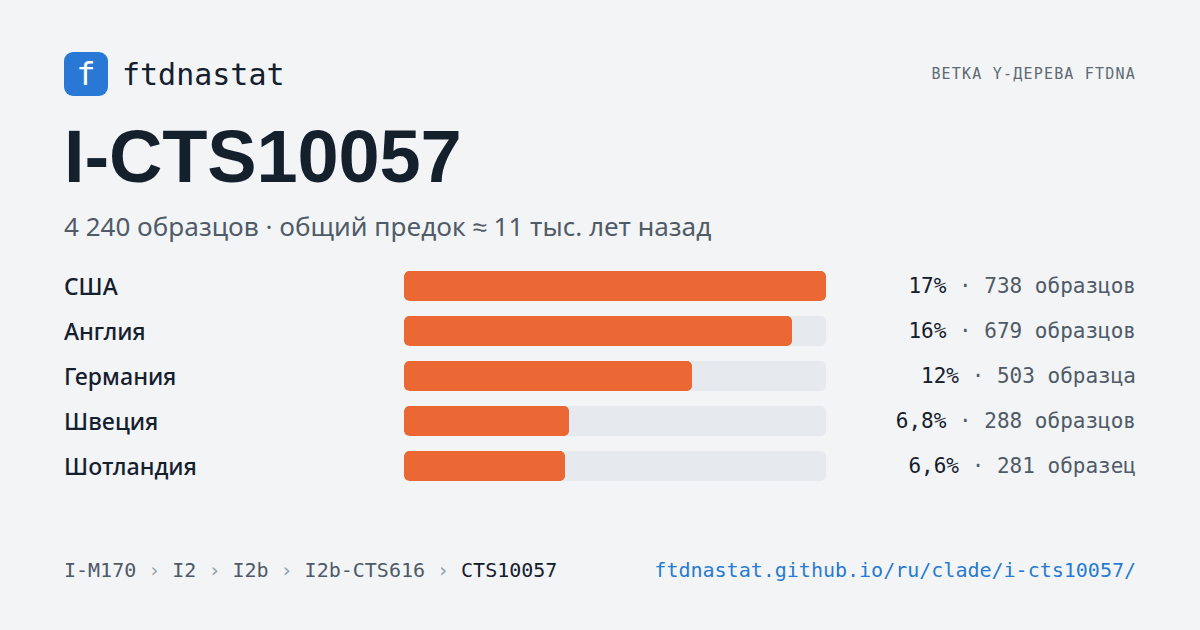 f ftdnastat
ВЕТКА Y-ДЕРЕВА FTDNA
I-CTS10057
4 240 образцов · общий предок ≈ 11 тыс. лет назад
США 17% · 738 образцов
Англия 16% · 679 образцов
Германия 12% · 503 образца
Швеция 6,8% · 288 образцов
Шотландия 6,6% · 281 образец
I-M170 › I2 › I2b › I2b-CTS616 › CTS10057
ftdnastat.github.io/ru/clade/i-cts10057/